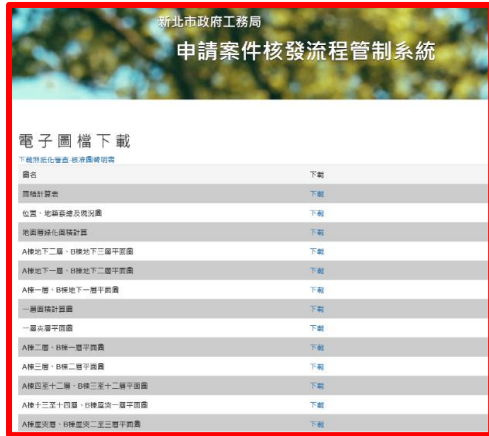 新北市政府工務局
申請案件核發流程管制系統
電子圖檔下載
下載無紙化審查-核准圖說明書
圖名 下載
面積計算表 下載
位置、地籍套繪及現況圖 下載
地面層綠化面積計算 下載
A棟地下二層、B棟地下三層平面圖 下載
A棟地下一層、B棟地下二層平面圖 下載
A棟一層、B棟地下一層平面圖 下載
一層面積計算圖 下載
一層夾層平面圖 下載
A棟二層、B棟一層平面圖 下載
A棟三層、B棟二層平面圖 下載
A棟四至十二層、B棟三至十二層平面圖 下載
A棟十三至十四層、B棟屋突一層平面圖 下載
A棟屋突層、B棟屋突二至三層平面圖 下載